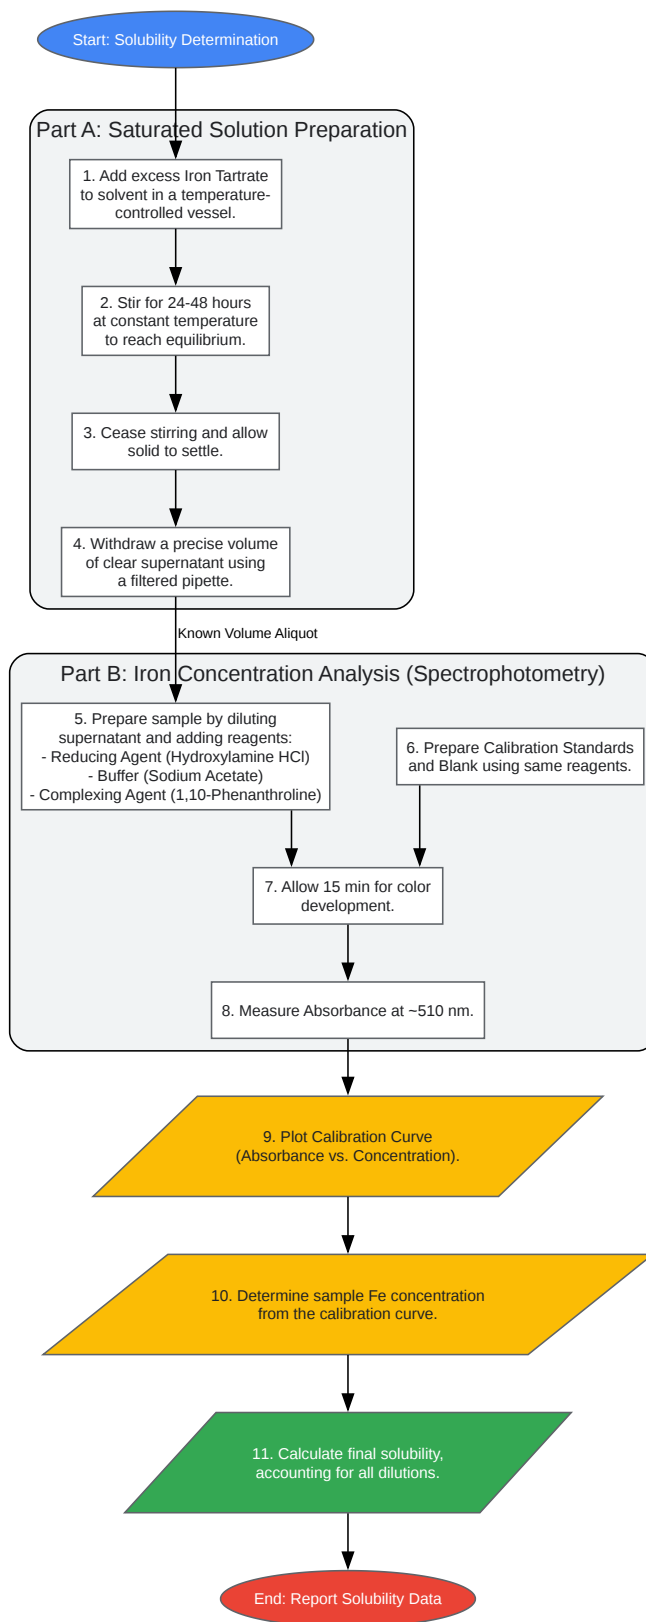 Start: Solubility Determination
Part A: Saturated Solution Preparation
1. Add excess Iron Tartrate
to solvent in a temperature-
controlled vessel.
2. Stir for 24-48 hours
at constant temperature
to reach equilibrium.
3. Cease stirring and allow
solid to settle.
4. Withdraw a precise volume
of clear supernatant using
a filtered pipette.
Known Volume Aliquot
Part B: Iron Concentration Analysis (Spectrophotometry)
5. Prepare sample by diluting
supernatant and adding reagents:
- Reducing Agent (Hydroxylamine HCl)
- Buffer (Sodium Acetate)
- Complexing Agent (1,10-Phenanthroline)
6. Prepare Calibration Standards
and Blank using same reagents.
7. Allow 15 min for color
development.
8. Measure Absorbance at ~510 nm.
9. Plot Calibration Curve
(Absorbance vs. Concentration).
10. Determine sample Fe concentration
from the calibration curve.
11. Calculate final solubility,
accounting for all dilutions.
End: Report Solubility Data